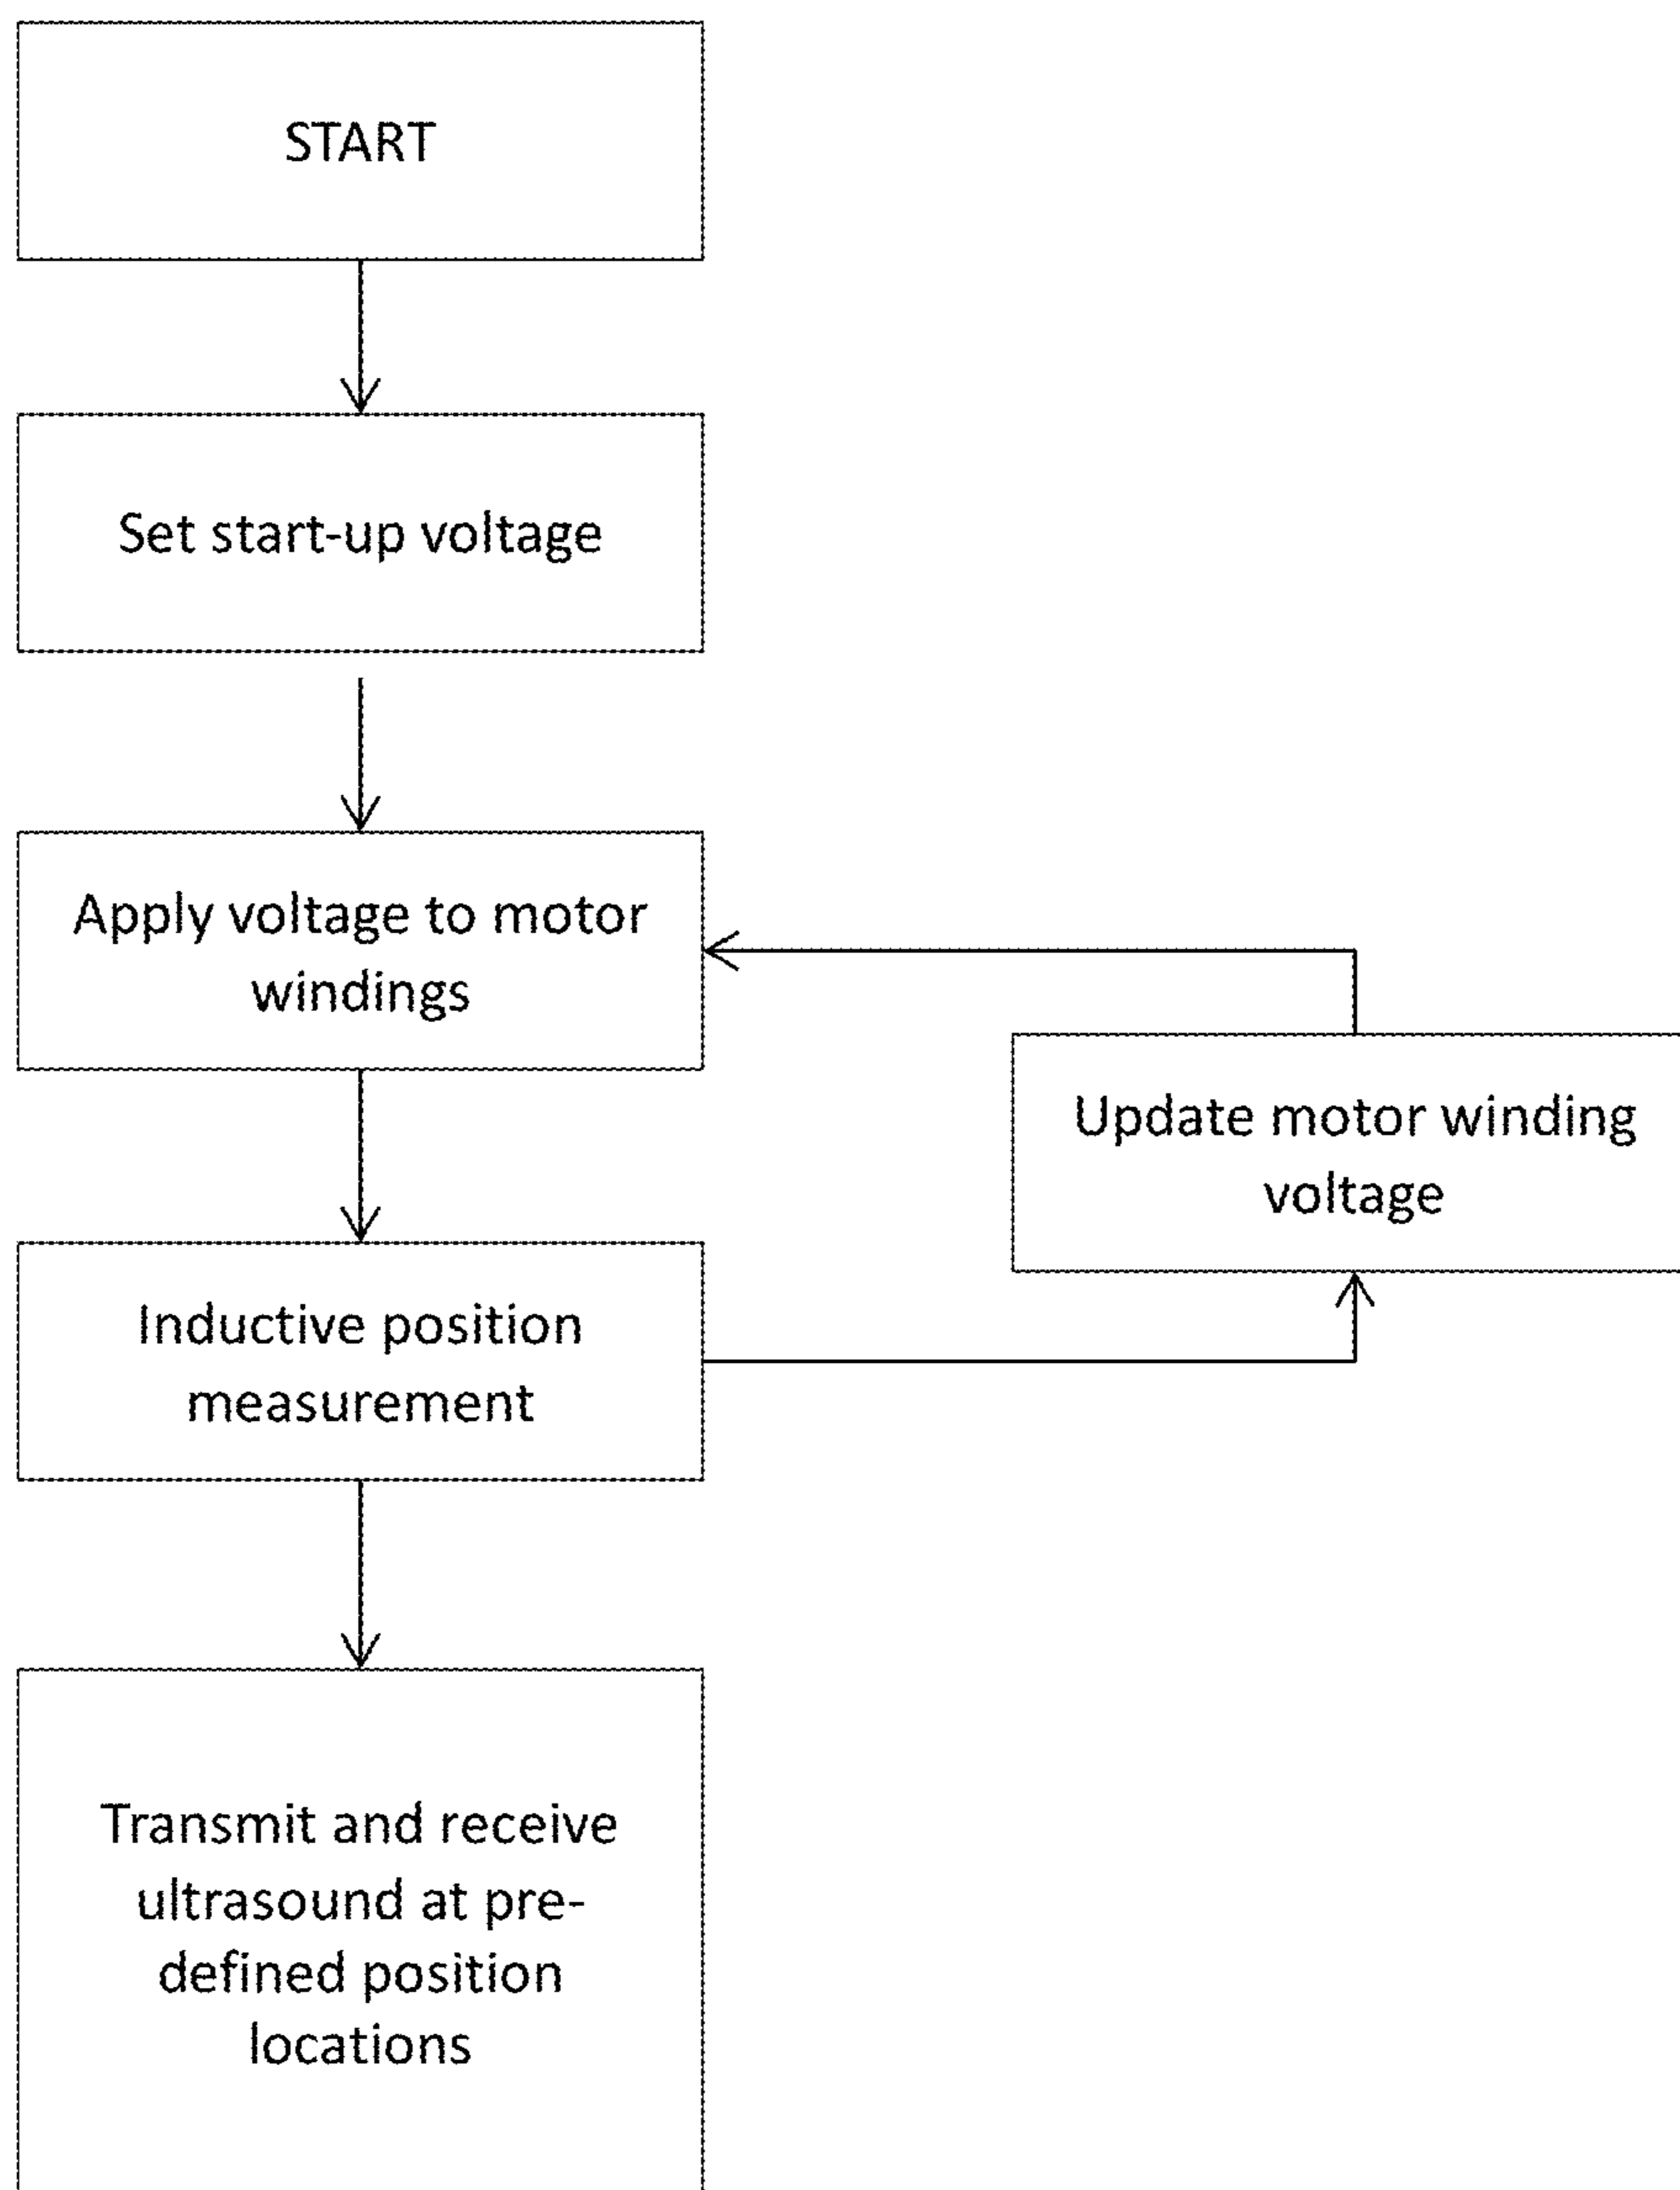 START
Set start-up voltage
Apply voltage to motor
windings
Update motor winding
voltage
Inductive position
measurement
Transmit and receive
ultrasound at pre-
defined position
locations